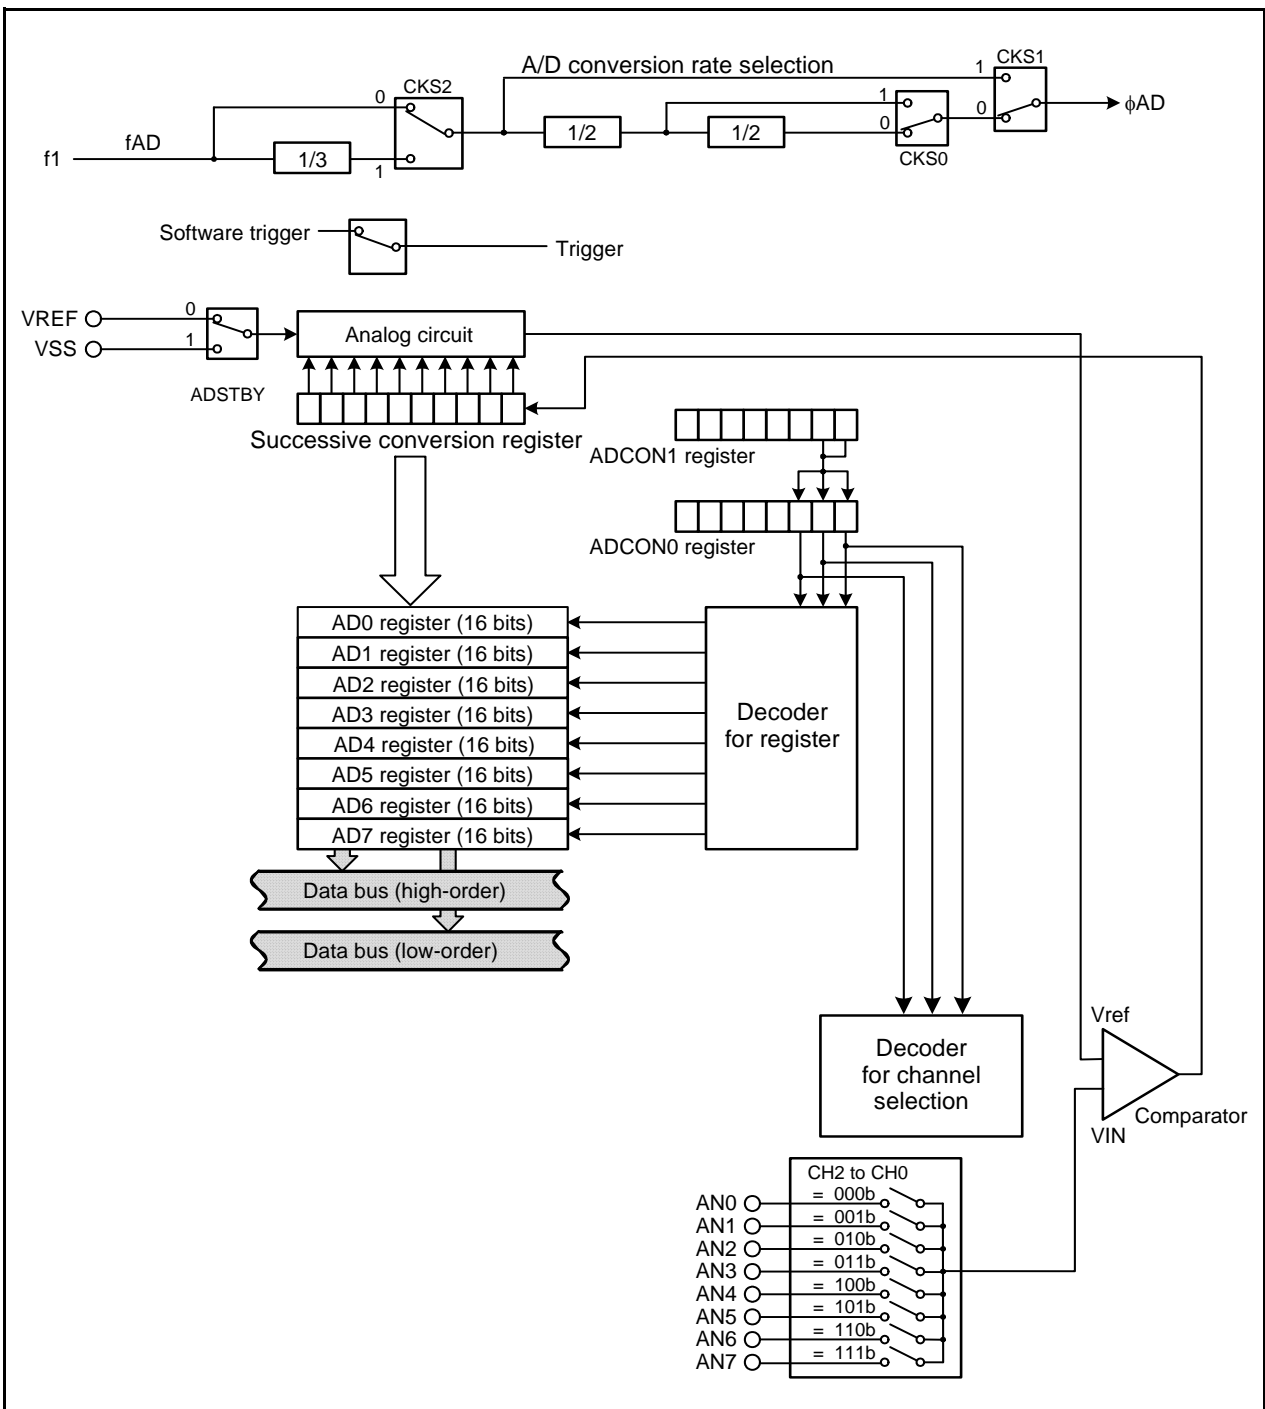 A/D conversion rate selection
CKS1
1
CKS2
0
1
0
ϕAD
fAD
1/2
1/2
0
f1
1/3
1
CKS0
Software trigger
Trigger
VREF
0
Analog circuit
VSS
1
ADSTBY
Successive conversion register
ADCON1 register
ADCON0 register
AD0 register (16 bits)
AD1 register (16 bits)
AD2 register (16 bits)
AD3 register (16 bits)
AD4 register (16 bits)
AD5 register (16 bits)
AD6 register (16 bits)
AD7 register (16 bits)
Decoder
for register
Data bus (high-order)
Data bus (low-order)
Decoder
for channel
selection
Vref
VIN
Comparator
CH2 to CH0
AN0 = 000b
AN1 = 001b
AN2 = 010b
AN3 = 011b
AN4 = 100b
AN5 = 101b
AN6 = 110b
AN7 = 111b